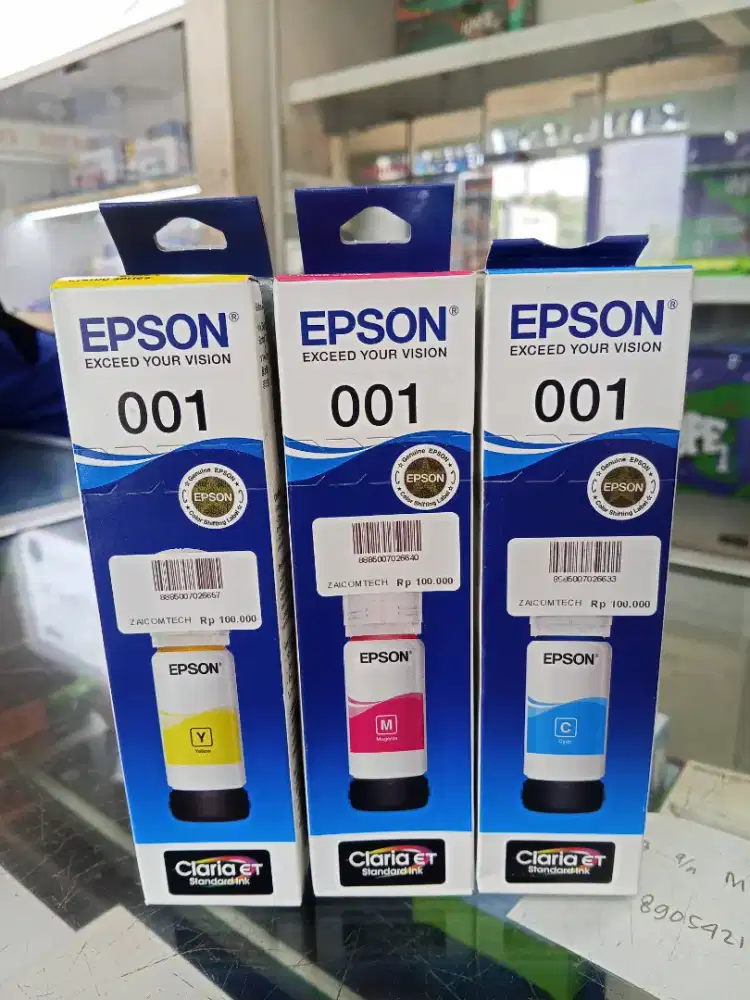 EPSON®
EXCEED YOUR VISION
001
Genuine EPSON
EPSON
Color Shifting Label
8885007026657
ZAICOMTECH Rp 100.000
EPSON
Y
Yellow
Claria ET
Standard Ink
EPSON®
EXCEED YOUR VISION
001
Genuine EPSON
EPSON
Color Shifting Label
8885007026640
ZAICOMTECH Rp 100.000
EPSON®
M
Magenta
Claria ET
Standard Ink
EPSON®
EXCEED YOUR VISION
001
Genuine EPSON
EPSON
Color Shifting Label
8885007026633
ZAICOMTECH Rp 100.000
EPSON®
C
Cyan
Claria ET
Standard Ink
a/n M
8905421